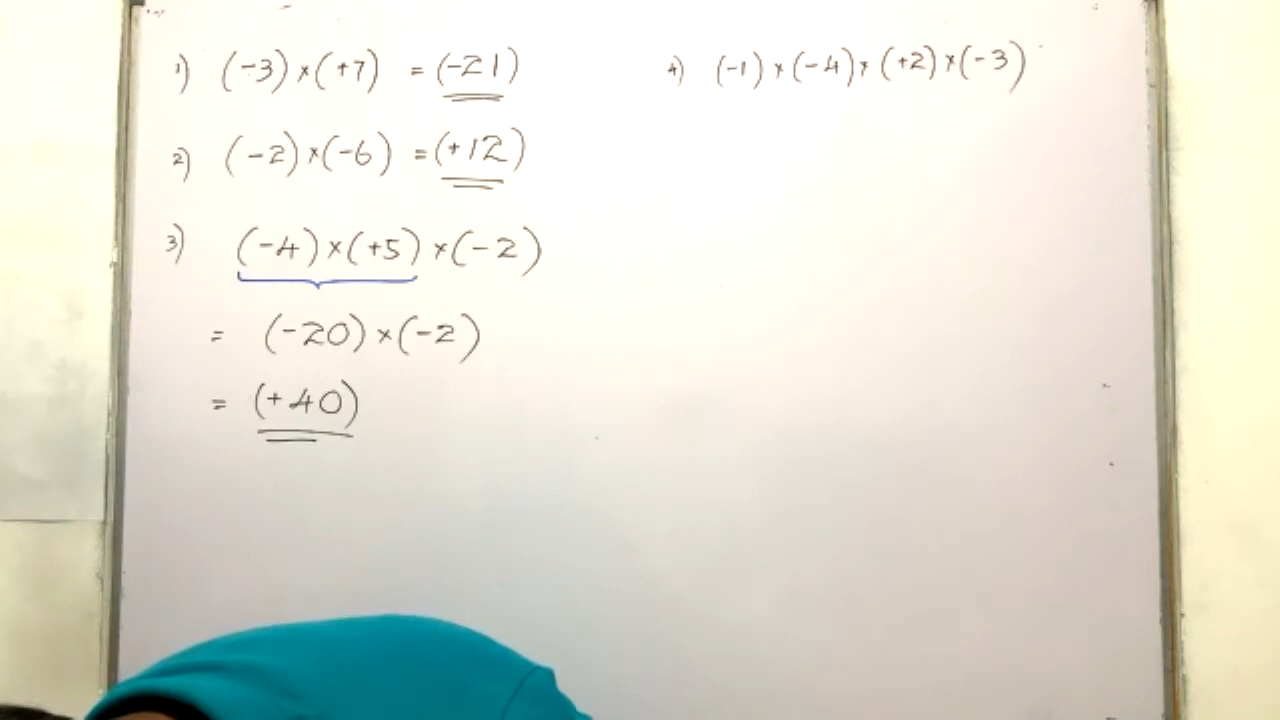 1) (-3)×(+7) = (-21)
2) (-2)×(-6) = (+12)
3) (-4)×(+5)×(-2)
= (-20)×(-2)
= (+40)
4) (-1)×(-4)×(+2)×(-3)